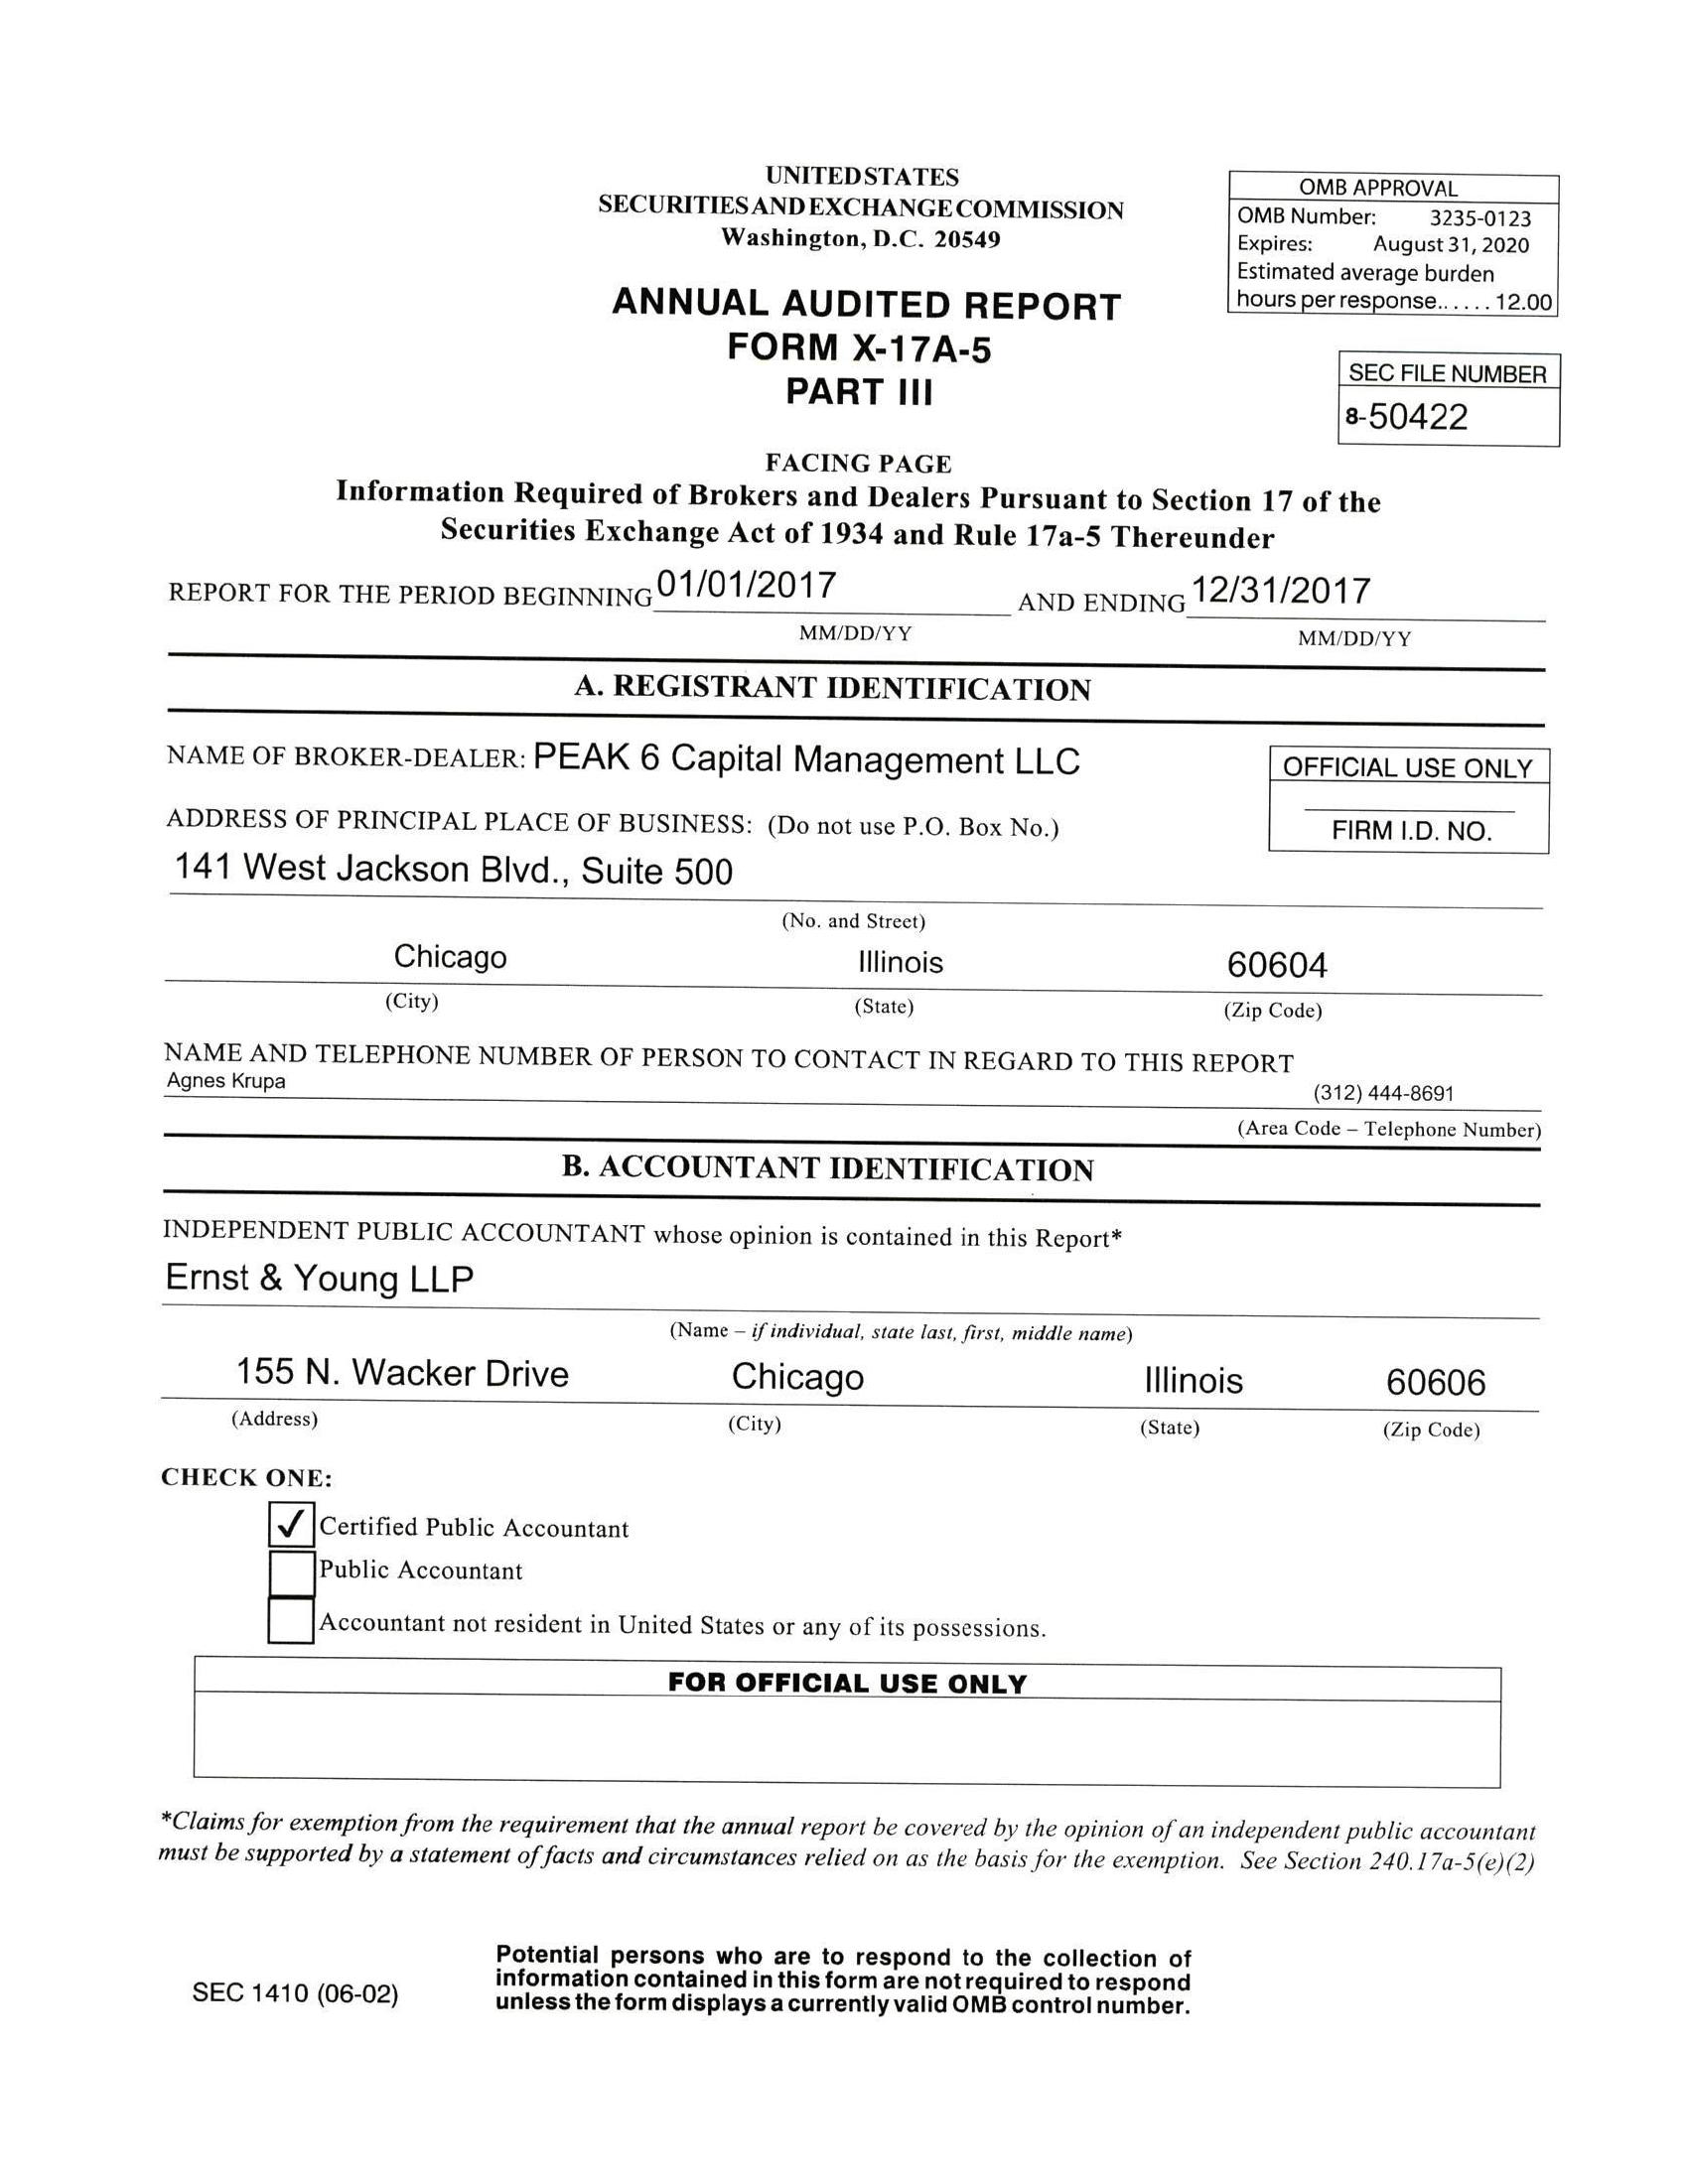 UNITED STATES
SECURITIES AND EXCHANGE COMMISSION
Washington, D.C. 20549
OMB APPROVAL
OMB Number: 3235-0123
Expires: August 31, 2020
Estimated average burden
hours per response...... 12.00
ANNUAL AUDITED REPORT
FORM X-17A-5
PART III
SEC FILE NUMBER
8-50422
FACING PAGE
Information Required of Brokers and Dealers Pursuant to Section 17 of the
Securities Exchange Act of 1934 and Rule 17a-5 Thereunder
REPORT FOR THE PERIOD BEGINNING 01/01/2017 AND ENDING 12/31/2017
MM/DD/YY MM/DD/YY
A. REGISTRANT IDENTIFICATION
NAME OF BROKER-DEALER: PEAK 6 Capital Management LLC
OFFICIAL USE ONLY
FIRM I.D. NO.
ADDRESS OF PRINCIPAL PLACE OF BUSINESS: (Do not use P.O. Box No.)
141 West Jackson Blvd., Suite 500
(No. and Street)
Chicago Illinois 60604
(City) (State) (Zip Code)
NAME AND TELEPHONE NUMBER OF PERSON TO CONTACT IN REGARD TO THIS REPORT
Agnes Krupa (312) 444-8691
(Area Code – Telephone Number)
B. ACCOUNTANT IDENTIFICATION
INDEPENDENT PUBLIC ACCOUNTANT whose opinion is contained in this Report*
Ernst & Young LLP
(Name – if individual, state last, first, middle name)
155 N. Wacker Drive Chicago Illinois 60606
(Address) (City) (State) (Zip Code)
CHECK ONE:
✓ Certified Public Accountant
Public Accountant
Accountant not resident in United States or any of its possessions.
FOR OFFICIAL USE ONLY
*Claims for exemption from the requirement that the annual report be covered by the opinion of an independent public accountant
must be supported by a statement of facts and circumstances relied on as the basis for the exemption. See Section 240.17a-5(e)(2)
SEC 1410 (06-02)
Potential persons who are to respond to the collection of
information contained in this form are not required to respond
unless the form displays a currently valid OMB control number.